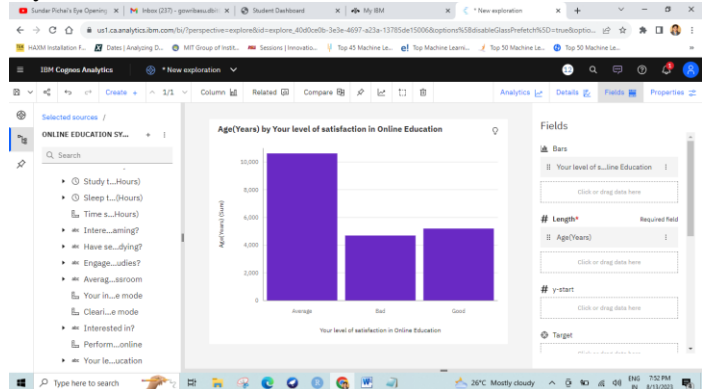 Sundar Pichai's Eye Opening
Inbox (237) - gowribasu.dbi
Student Dashboard
My IBM
* New exploration
us1.ca.analytics.ibm.com/bi/?perspective=explore&id=explore_40d0ce0b-3e3e-4697-a23a-13785de15006&options%5BdisableGlassPrefetch%5D=true&optio...
HAXM Installation F...
Dates | Analyzing D...
MIT Group of Insti...
Sessions | Innovatio...
Top 45 Machine Le...
Top 50 Machine Learni...
Top 50 Machine Le...
Top 50 Machine Le...
IBM Cognos Analytics
* New exploration
12
Create +
1/1
Column
Related
Compare
Analytics
Details
Fields
Properties
Selected sources /
ONLINE EDUCATION SY...
Search
Study t...Hours)
Sleep t...(Hours)
Time s...Hours)
Intere...aming?
Have se...dying?
Engage...udies?
Averag...ssroom
Your in...e mode
Cleari...e mode
Interested in?
Perform...online
Your le...ucation
Age(Years) by Your level of satisfaction in Online Education
Age(Years) (Sum)
10,000
8,000
6,000
4,000
2,000
0
Average
Bad
Good
Your level of satisfaction in Online Education
Fields
Bars
Your level of s...line Education
Click or drag data here
# Length*
Required field
Age(Years)
Click or drag data here
# y-start
Click or drag data here
Target
Type here to search
26°C Mostly cloudy
ENG
IN
7:52 PM
8/13/2023